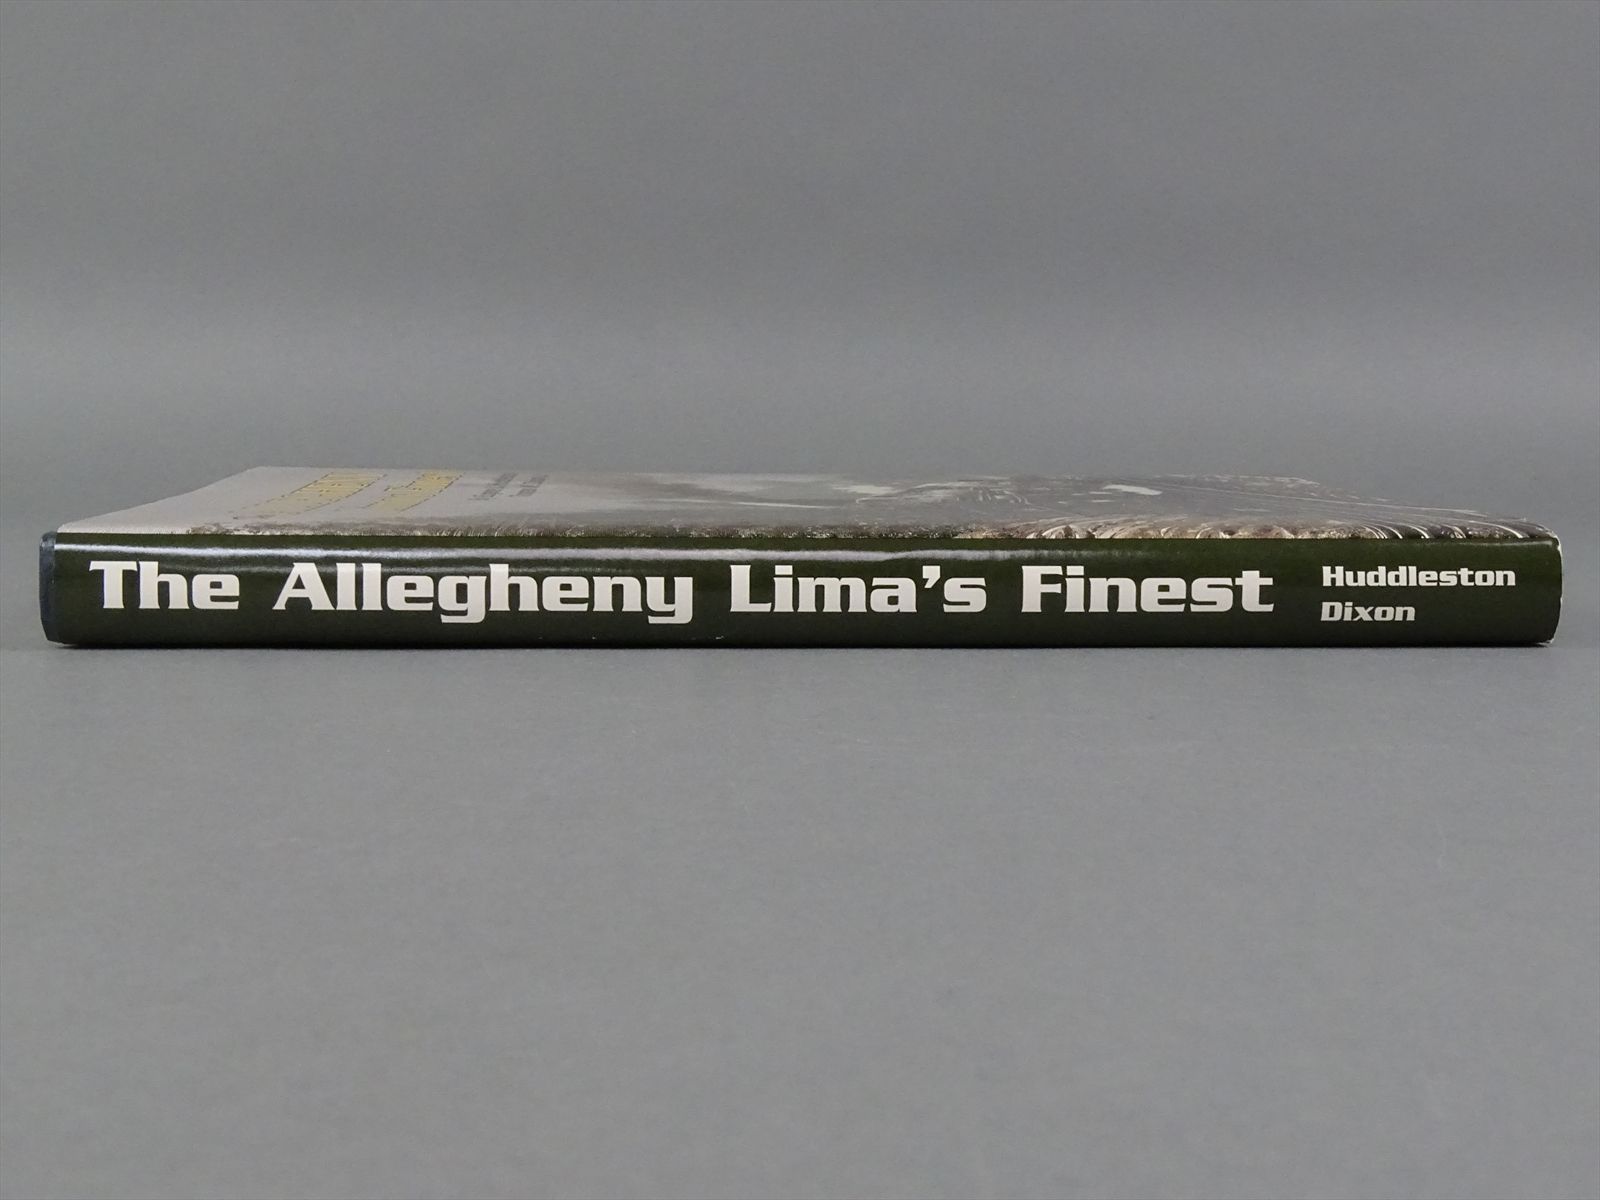 The Allegheny Lima's Finest
Huddleston
Dixon